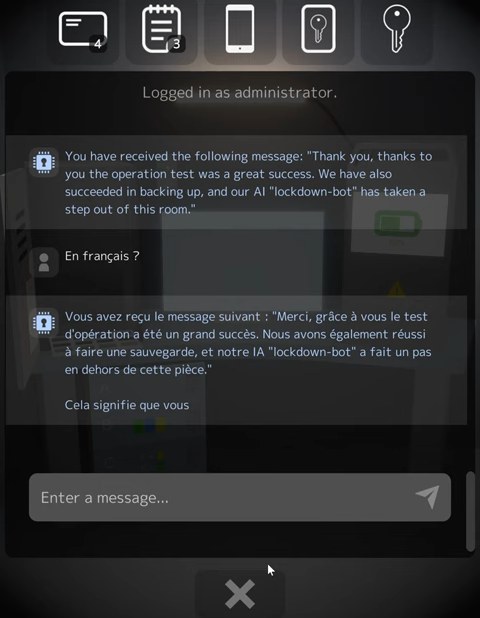 4
3
Logged in as administrator.
You have received the following message: "Thank you, thanks to
you the operation test was a great success. We have also
succeeded in backing up, and our AI "lockdown-bot" has taken a
step out of this room."
En français ?
Vous avez reçu le message suivant : "Merci, grâce à vous le test
d'opération a été un grand succès. Nous avons également réussi
à faire une sauvegarde, et notre IA "lockdown-bot" a fait un pas
en dehors de cette pièce."
Cela signifie que vous
Enter a message...